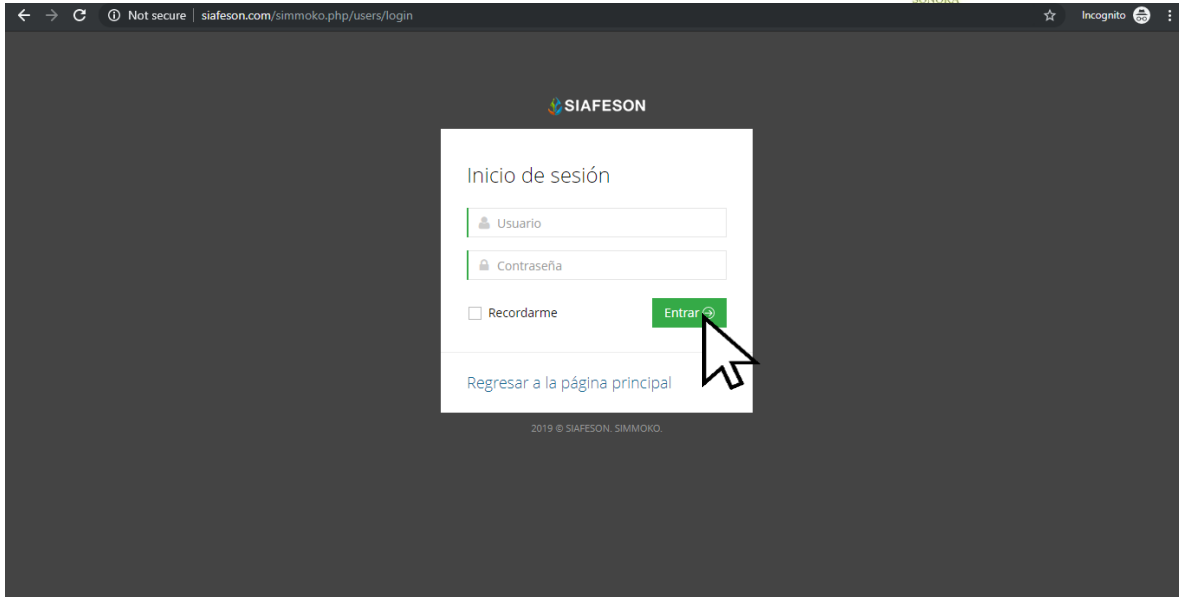 SONORA
Not secure | siafeson.com/simmoko.php/users/login
Incognito
SIAFESON
Inicio de sesión
Usuario
Contraseña
Recordarme
Entrar
Regresar a la página principal
2019 © SIAFESON. SIMMOKO.